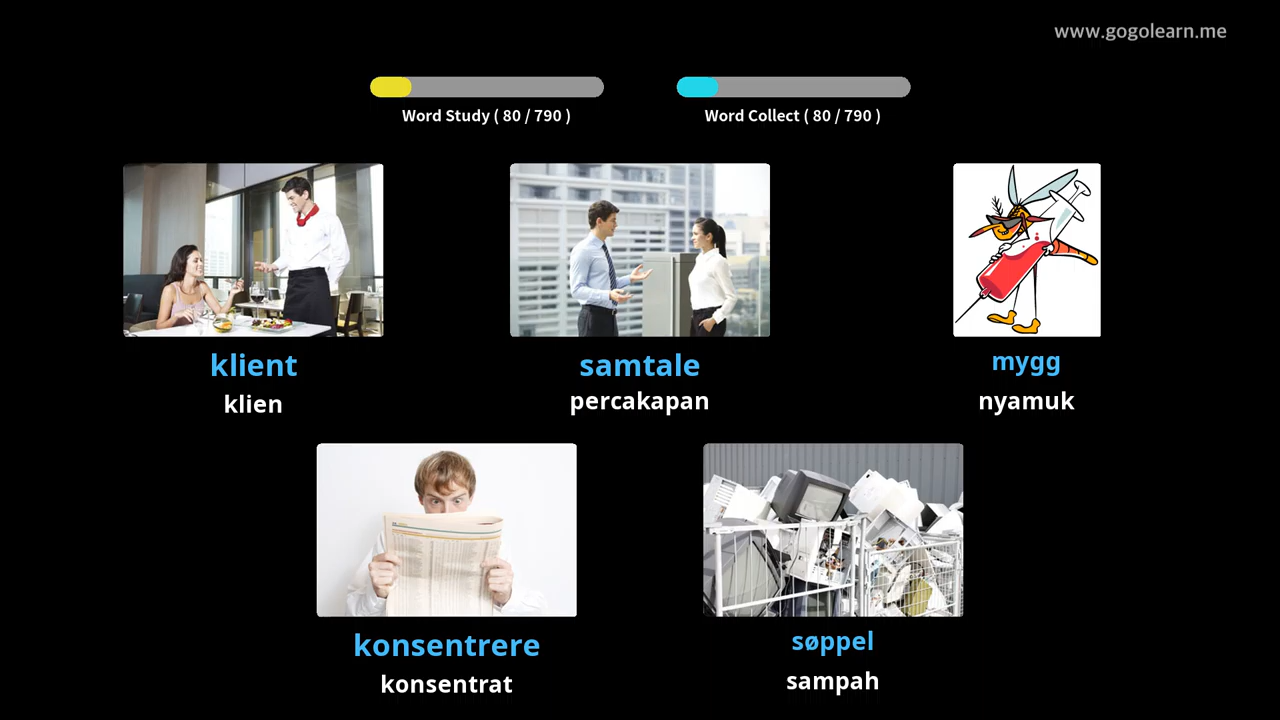 www.gogolearn.me
Word Study ( 80 / 790 )
Word Collect ( 80 / 790 )
klient
klien
samtale
percakapan
mygg
nyamuk
konsentrere
konsentrat
søppel
sampah